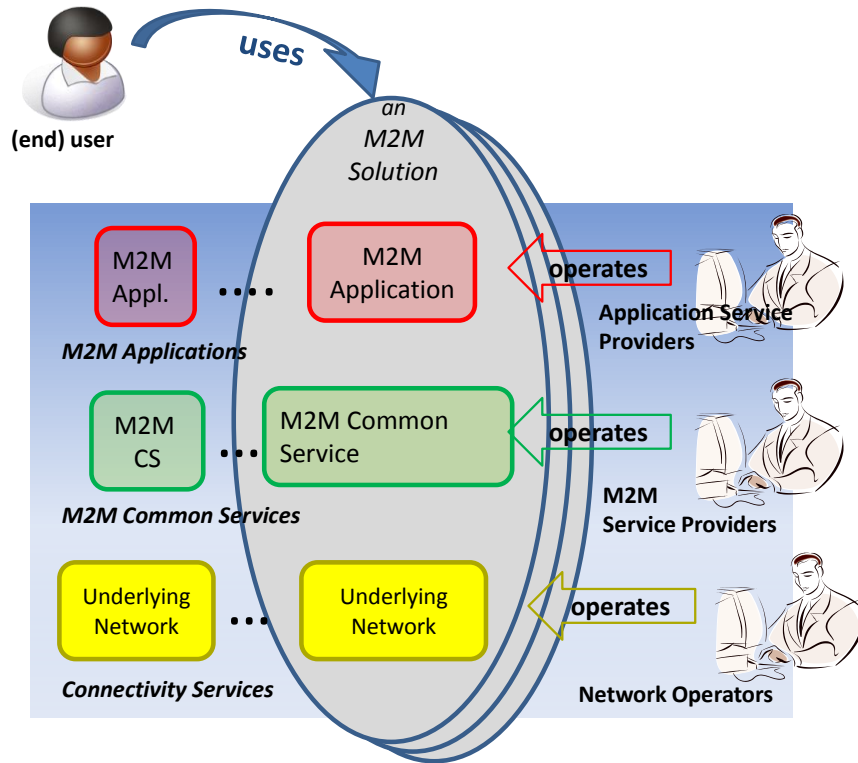 uses
(end) user
an
M2M
Solution
M2M
Appl.
....
M2M
Application
operates
Application Service
Providers
M2M Applications
M2M
CS
...
M2M Common
Service
operates
M2M
Service Providers
M2M Common Services
Underlying
Network
...
Underlying
Network
operates
Network Operators
Connectivity Services